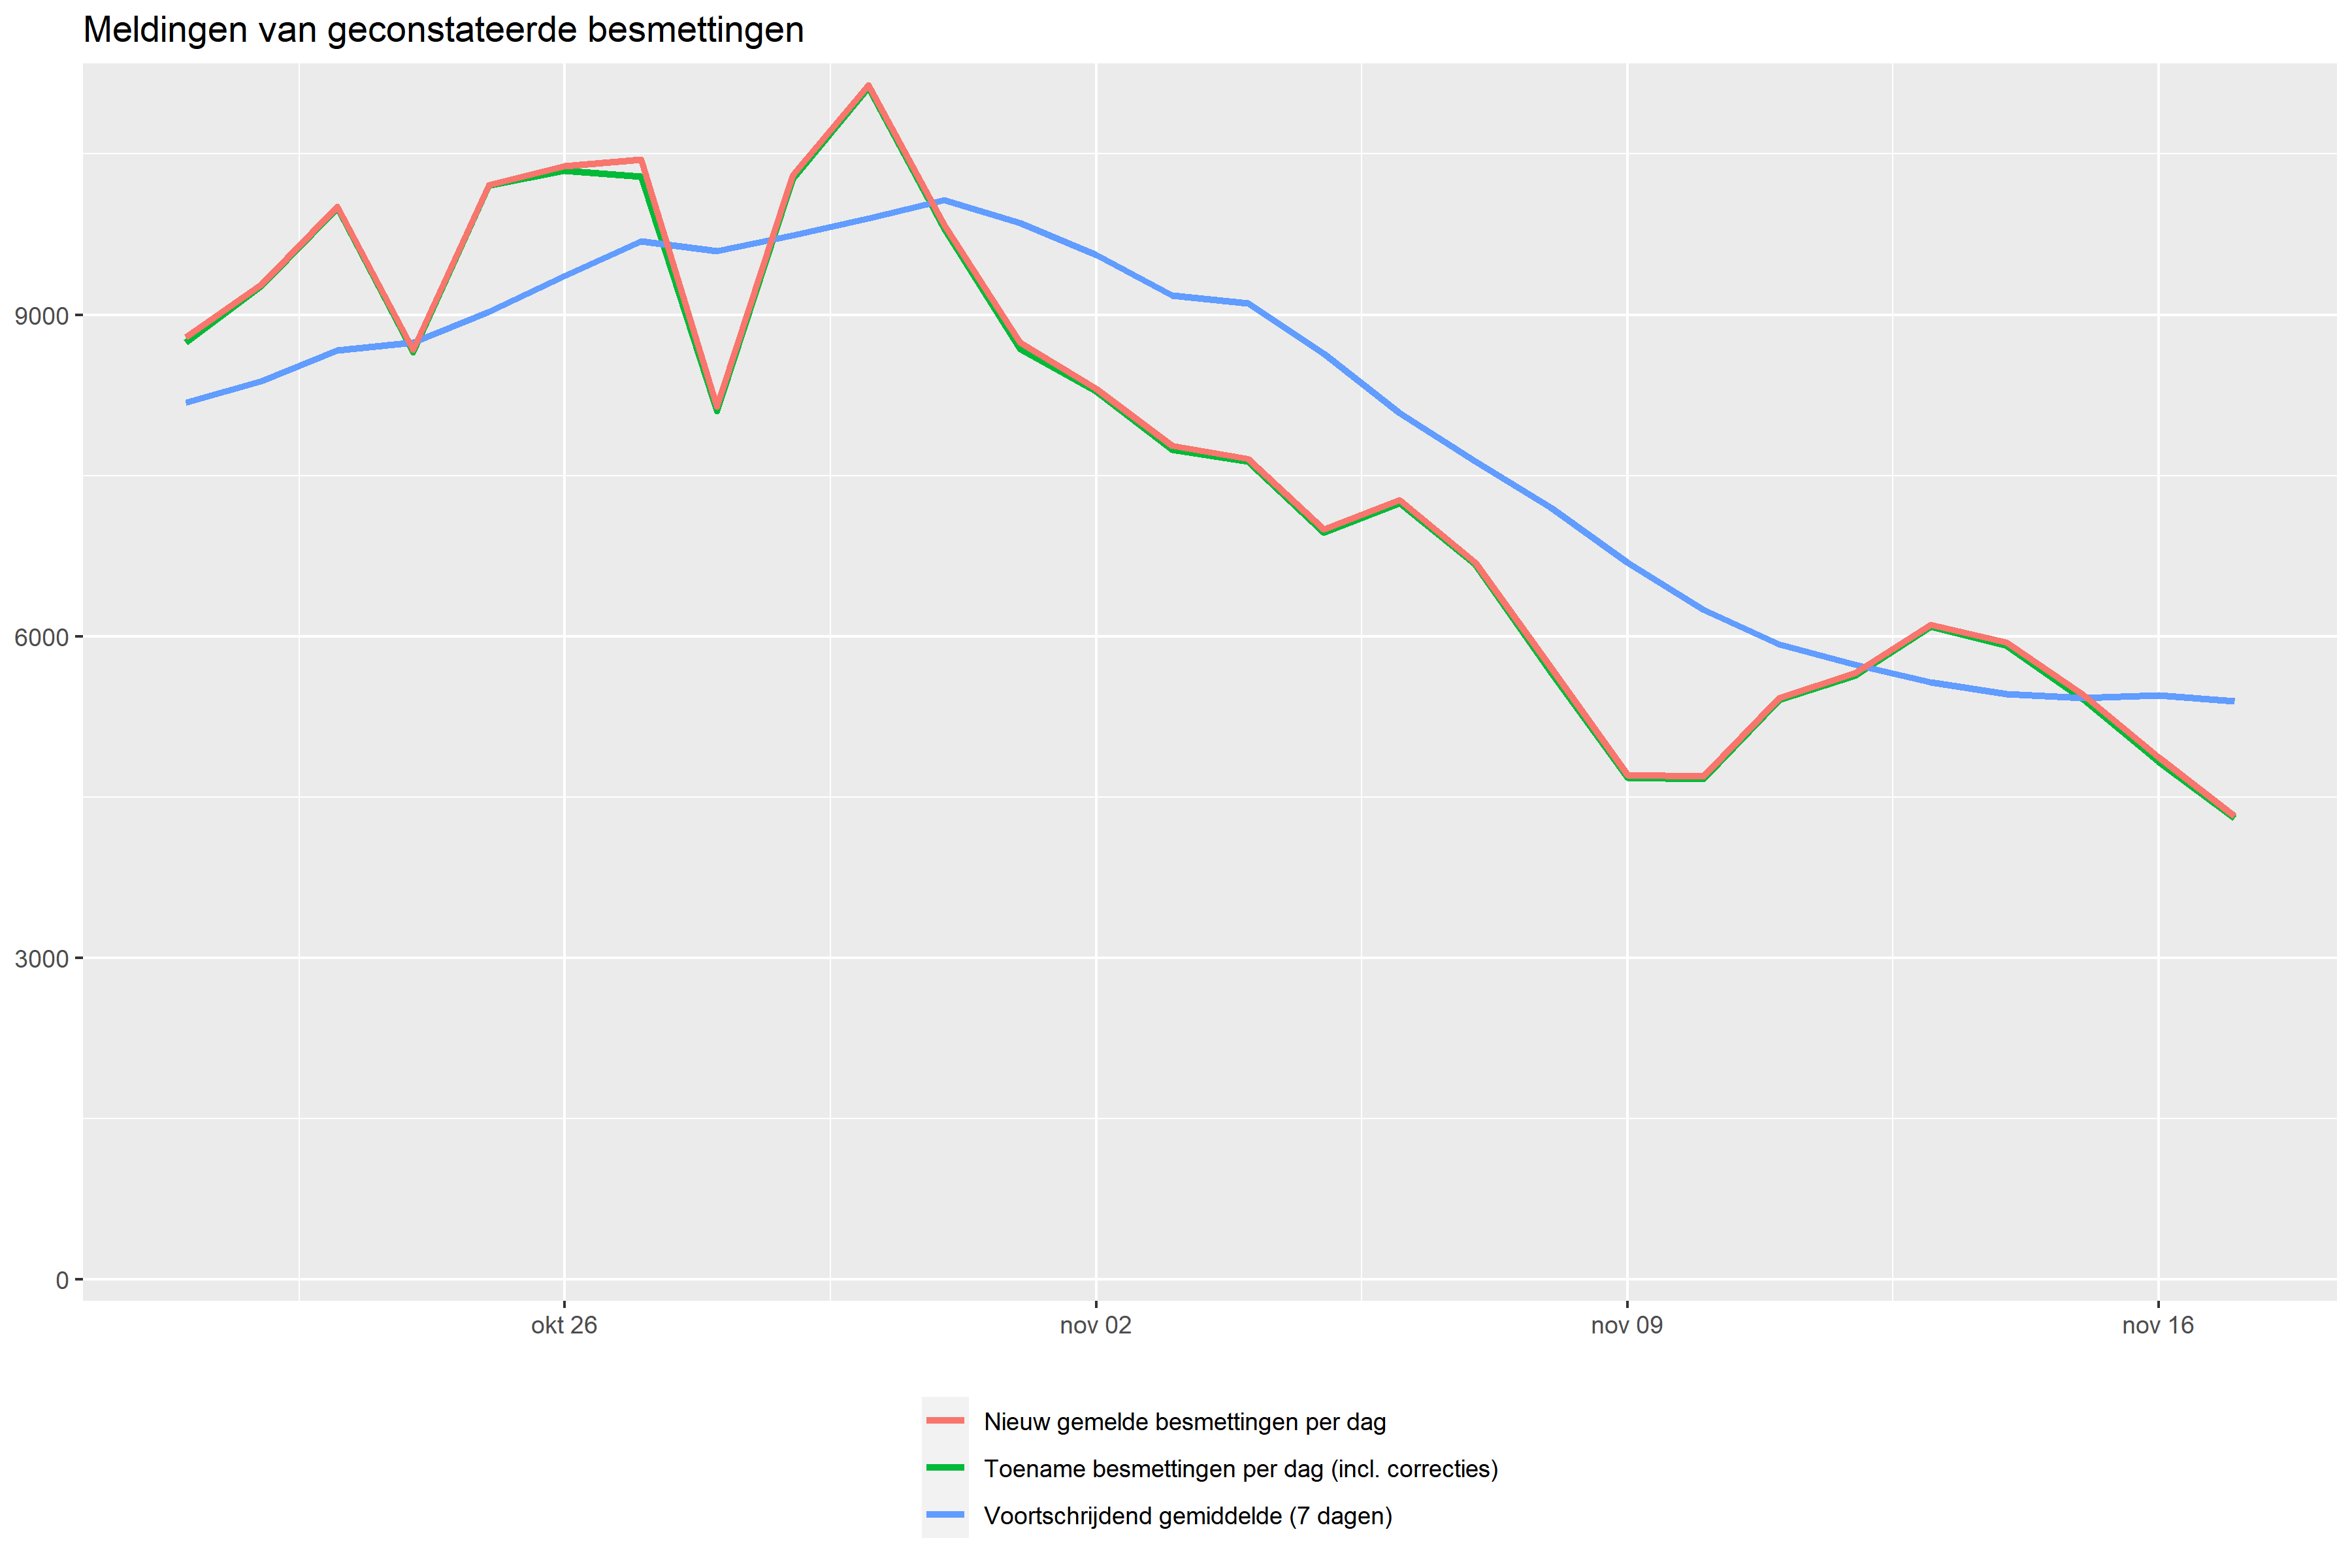 Meldingen van geconstateerde besmettingen
9000
6000
3000
0
okt 26
nov 02
nov 09
nov 16
Nieuw gemelde besmettingen per dag
Toename besmettingen per dag (incl. correcties)
Voortschrijdend gemiddelde (7 dagen)